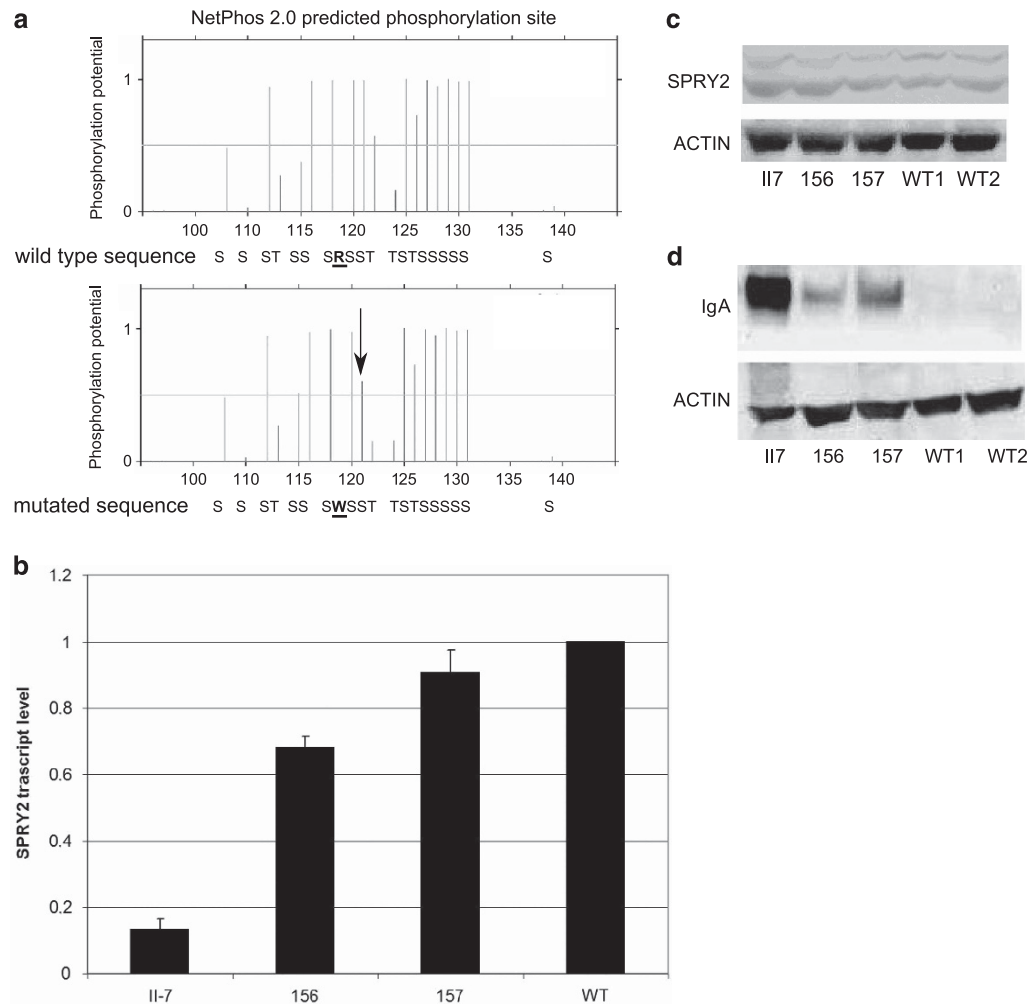 a
NetPhos 2.0 predicted phosphorylation site
Phosphorylation potential
1
0
100 110 115 120 125 130 135 140
wild type sequence S S ST SS SRSST TSTSSSSS S
Phosphorylation potential
1
0
100 110 115 120 125 130 135 140
mutated sequence S S ST SS SWSST TSTSSSSS S
b
SPRY2 trascript level
1.2
1
0.8
0.6
0.4
0.2
0
II-7 156 157 WT
c
SPRY2
ACTIN
II7 156 157 WT1 WT2
d
IgA
ACTIN
II7 156 157 WT1 WT2